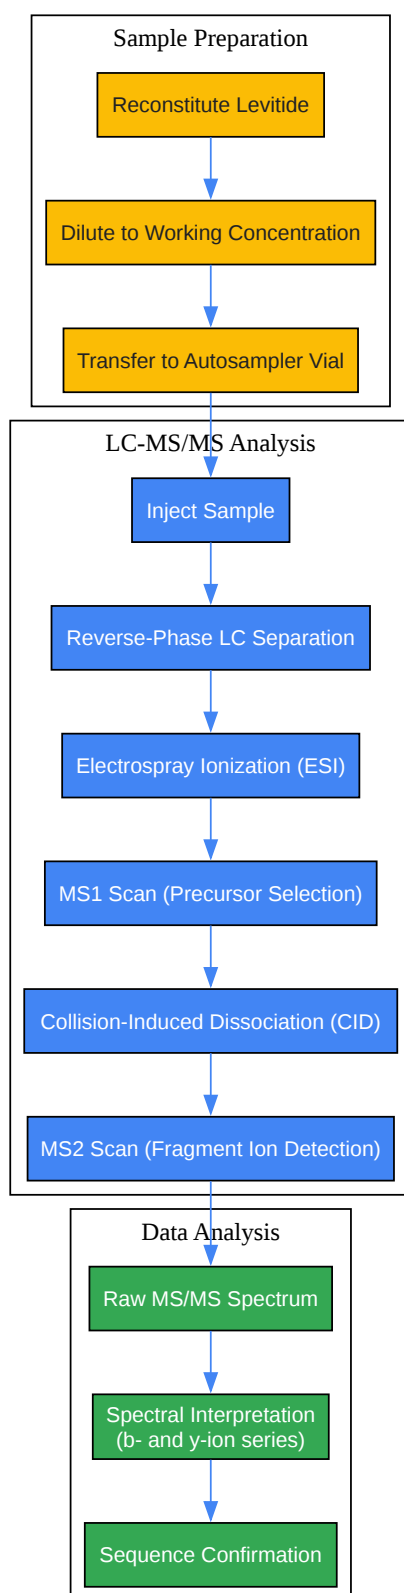 Sample Preparation
Reconstitute Levitide
Dilute to Working Concentration
Transfer to Autosampler Vial
LC-MS/MS Analysis
Inject Sample
Reverse-Phase LC Separation
Electrospray Ionization (ESI)
MS1 Scan (Precursor Selection)
Collision-Induced Dissociation (CID)
MS2 Scan (Fragment Ion Detection)
Data Analysis
Raw MS/MS Spectrum
Spectral Interpretation
(b- and y-ion series)
Sequence Confirmation